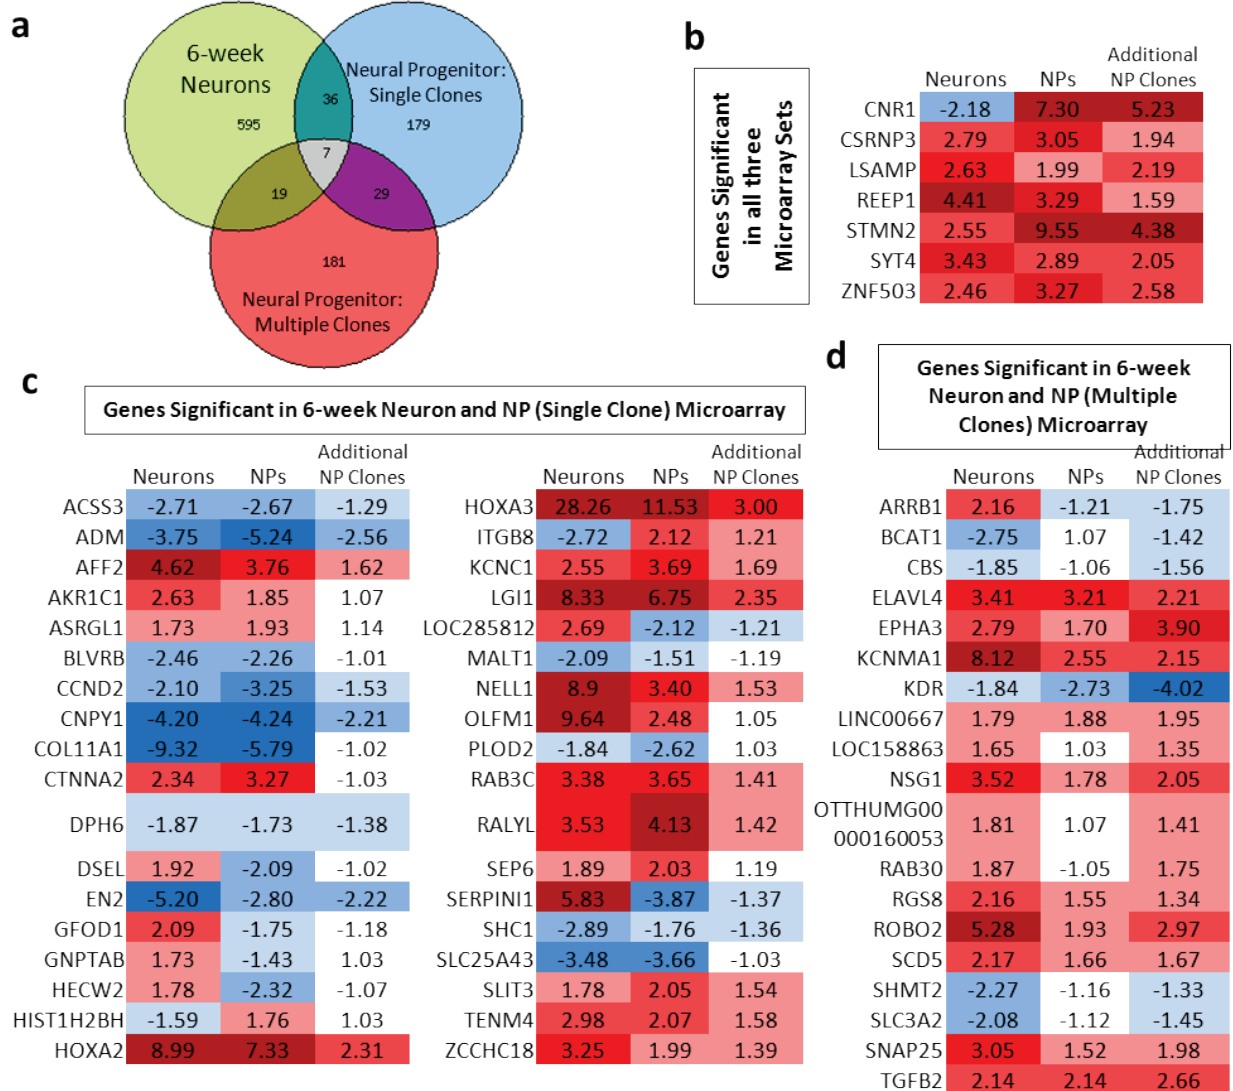 a
6-week
Neurons
595
36
Neural Progenitor:
Single Clones
179
7
19
29
181
Neural Progenitor:
Multiple Clones
b
Genes Significant
in all three
Microarray Sets
Neurons NPs Additional
NP Clones
CNR1 -2.18 7.30 5.23
CSRNP3 2.79 3.05 1.94
LSAMP 2.63 1.99 2.19
REEP1 4.41 3.29 1.59
STMN2 2.55 9.55 4.38
SYT4 3.43 2.89 2.05
ZNF503 2.46 3.27 2.58
c
Genes Significant in 6-week Neuron and NP (Single Clone) Microarray
Neurons NPs Additional
NP Clones
ACSS3 -2.71 -2.67 -1.29
ADM -3.75 -5.24 -2.56
AFF2 4.62 3.76 1.62
AKR1C1 2.63 1.85 1.07
ASRGL1 1.73 1.93 1.14
BLVRB -2.46 -2.26 -1.01
CCND2 -2.10 -3.25 -1.53
CNPY1 -4.20 -4.24 -2.21
COL11A1 -9.32 -5.79 -1.02
CTNNA2 2.34 3.27 -1.03
DPH6 -1.87 -1.73 -1.38
DSEL 1.92 -2.09 -1.02
EN2 -5.20 -2.80 -2.22
GFOD1 2.09 -1.75 -1.18
GNPTAB 1.73 -1.43 1.03
HECW2 1.78 -2.32 -1.07
HIST1H2BH -1.59 1.76 1.03
HOXA2 8.99 7.33 2.31
Neurons NPs Additional
NP Clones
HOXA3 28.26 11.53 3.00
ITGB8 -2.72 2.12 1.21
KCNC1 2.55 3.69 1.69
LGI1 8.33 6.75 2.35
LOC285812 2.69 -2.12 -1.21
MALT1 -2.09 -1.51 -1.19
NELL1 8.9 3.40 1.53
OLFM1 9.64 2.48 1.05
PLOD2 -1.84 -2.62 1.03
RAB3C 3.38 3.65 1.41
RALYL 3.53 4.13 1.42
SEP6 1.89 2.03 1.19
SERPINI1 5.83 -3.87 -1.37
SHC1 -2.89 -1.76 -1.36
SLC25A43 -3.48 -3.66 -1.03
SLIT3 1.78 2.05 1.54
TENM4 2.98 2.07 1.58
ZCCHC18 3.25 1.99 1.39
d
Genes Significant in 6-week
Neuron and NP (Multiple
Clones) Microarray
Neurons NPs Additional
NP Clones
ARRB1 2.16 -1.21 -1.75
BCAT1 -2.75 1.07 -1.42
CBS -1.85 -1.06 -1.56
ELAVL4 3.41 3.21 2.21
EPHA3 2.79 1.70 3.90
KCNMA1 8.12 2.55 2.15
KDR -1.84 -2.73 -4.02
LINC00667 1.79 1.88 1.95
LOC158863 1.65 1.03 1.35
NSG1 3.52 1.78 2.05
OTTHUMG00
000160053 1.81 1.07 1.41
RAB30 1.87 -1.05 1.75
RGS8 2.16 1.55 1.34
ROBO2 5.28 1.93 2.97
SCD5 2.17 1.66 1.67
SHMT2 -2.27 -1.16 -1.33
SLC3A2 -2.08 -1.12 -1.45
SNAP25 3.05 1.52 1.98
TGFB2 2.14 2.14 2.66